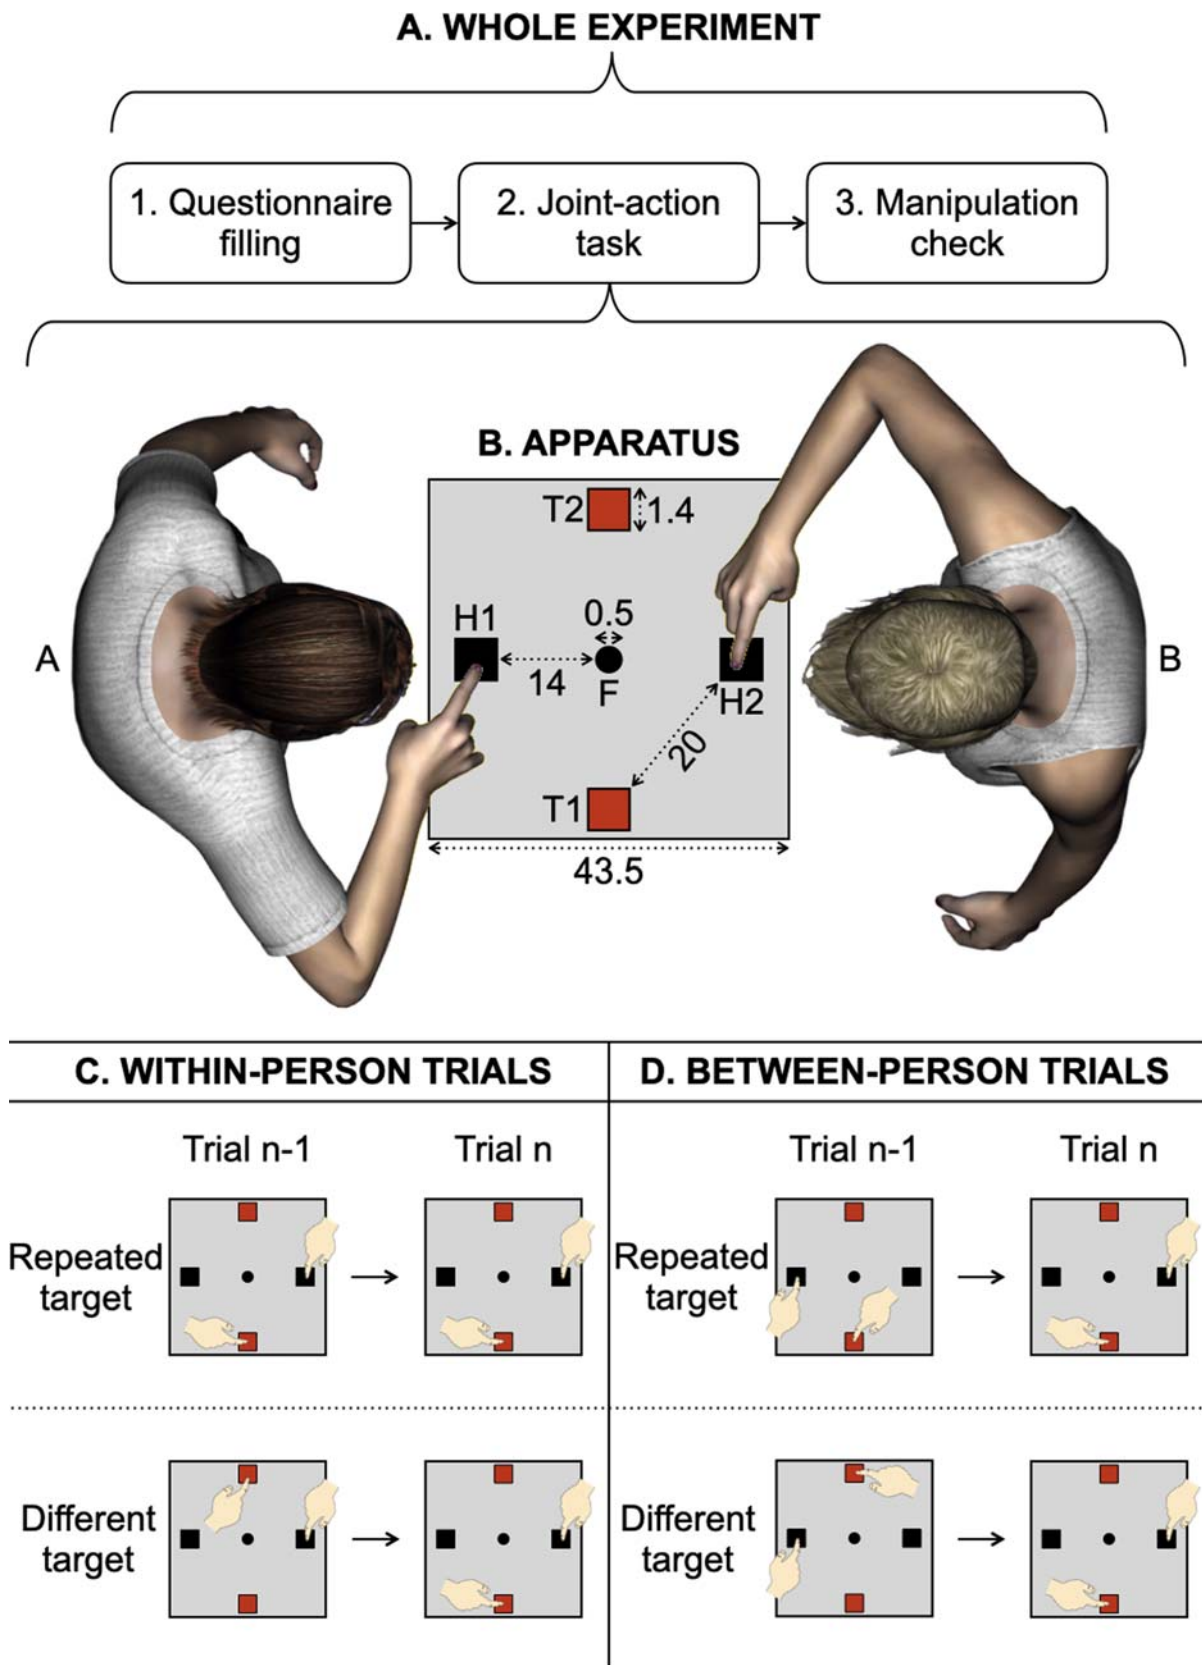 A. WHOLE EXPERIMENT
1. Questionnaire
filling
2. Joint-action
task
3. Manipulation
check
B. APPARATUS
T2
1.4
H1
0.5
A
B
14
F
H2
20
T1
43.5
C. WITHIN-PERSON TRIALS
D. BETWEEN-PERSON TRIALS
Trial n-1
Trial n
Trial n-1
Trial n
Repeated
target
Repeated
target
Different
target
Different
target